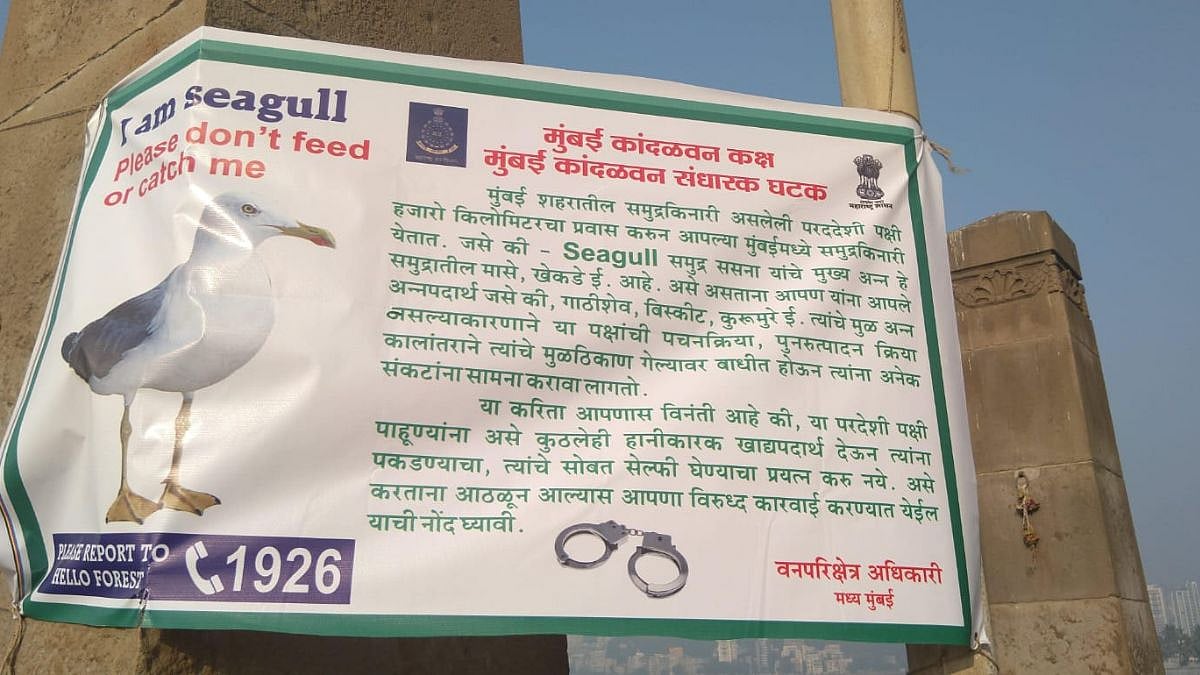 I am seagull
Please don't feed
or catch me
मुंबई कांदळवन कक्ष
मुंबई कांदळवन संधारक घटक
महाराष्ट्र शासन
मुंबई शहरातील समुद्रकिनारी असलेली परददेशी पक्षी
हजारो किलोमिटरचा प्रवास करुन आपल्या मुंबईमध्ये समुद्रकिनारी
येतात. जसे की - Seagull समुद्र ससना यांचे मुख्य अन्न हे
समुद्रातील मासे, खेकडे ई. आहे. असे असताना आपण यांना आपले
अन्नपदार्थ जसे की, गाठीशेव, विस्कीट, कुरूमुरे ई. त्यांचे मुळ अन्न
नसल्याकारणाने या पक्षांची पचनक्रिया, पुनरुत्पादन क्रिया
कालांतराने त्यांचे मुळठिकाण गेल्यावर बाधीत होऊन त्यांना अनेक
संकटांना सामना करावा लागतो.
या करिता आपणास विनंती आहे की, या परदेशी पक्षी
पाहूण्यांना असे कुठलेही हानीकारक खाद्यपदार्थ देऊन त्यांना
पकडण्याचा, त्यांचे सोबत सेल्फी घेण्याचा प्रयत्न करु नये. असे
करताना आठळून आल्यास आपणा विरुध्द कारवाई करण्यात येईल
याची नोंद घ्यावी.
PLEASE REPORT TO
HELLO FOREST
1926
वनपरिक्षेत्र अधिकारी
मध्य मुंबई